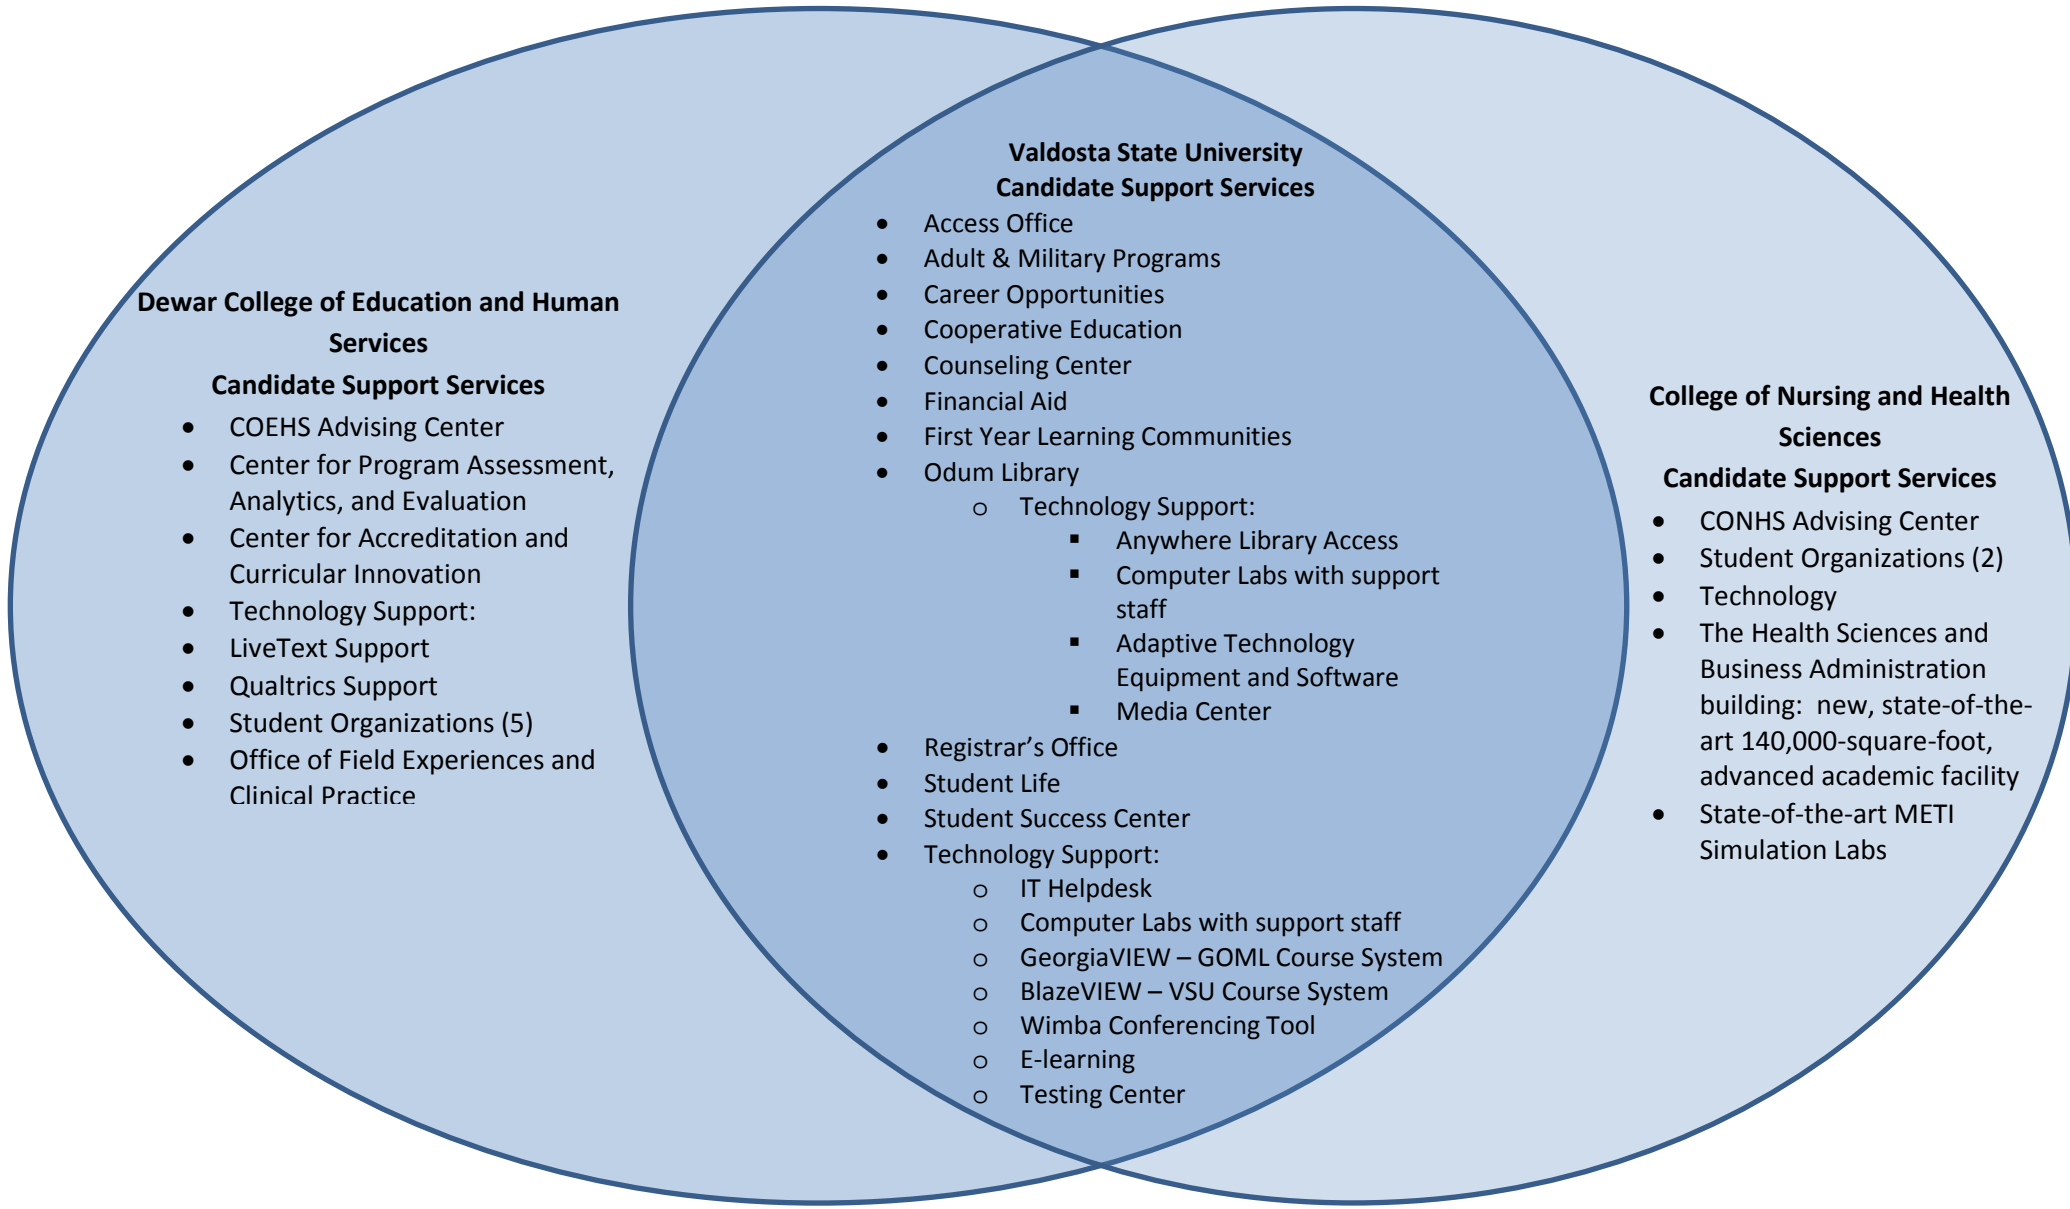 Dewar College of Education and Human
Services
Candidate Support Services
• COEHS Advising Center
• Center for Program Assessment,
Analytics, and Evaluation
• Center for Accreditation and
Curricular Innovation
• Technology Support:
• LiveText Support
• Qualtrics Support
• Student Organizations (5)
• Office of Field Experiences and
Clinical Practice
Valdosta State University
Candidate Support Services
• Access Office
• Adult & Military Programs
• Career Opportunities
• Cooperative Education
• Counseling Center
• Financial Aid
• First Year Learning Communities
• Odum Library
o Technology Support:
▪ Anywhere Library Access
▪ Computer Labs with support
staff
▪ Adaptive Technology
Equipment and Software
▪ Media Center
• Registrar’s Office
• Student Life
• Student Success Center
• Technology Support:
o IT Helpdesk
o Computer Labs with support staff
o GeorgiaVIEW – GOML Course System
o BlazeVIEW – VSU Course System
o Wimba Conferencing Tool
o E-learning
o Testing Center
College of Nursing and Health
Sciences
Candidate Support Services
• CONHS Advising Center
• Student Organizations (2)
• Technology
• The Health Sciences and
Business Administration
building:  new, state-of-the-
art 140,000-square-foot,
advanced academic facility
• State-of-the-art METI
Simulation Labs